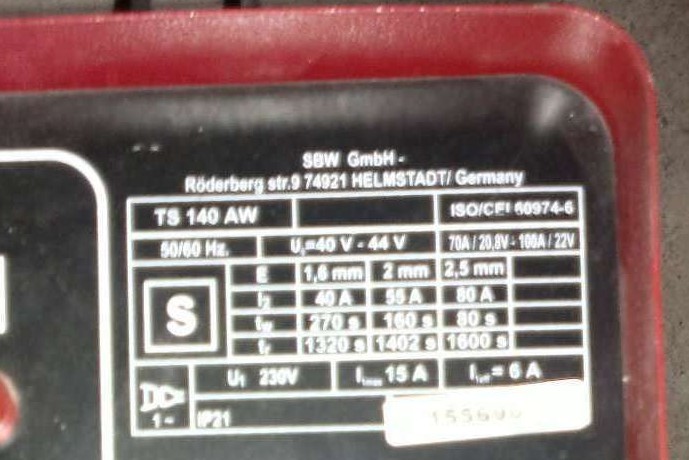 SBW GmbH -
Röderberg str.9 74921 HELMSTADT/ Germany
TS 140 AW ISO/CEI 60974-6
50/60 Hz. U₀=40 V - 44 V 70A / 20,8V - 100A / 22V
E 1,6 mm 2 mm 2,5 mm
S I₂ 40 A 55 A 80 A
tw 270 s 160 s 80 s
tr 1320 s 1402 s 1600 s
U₁ 230V I₁max 15 A I₁eff = 6 A
1~ IP21